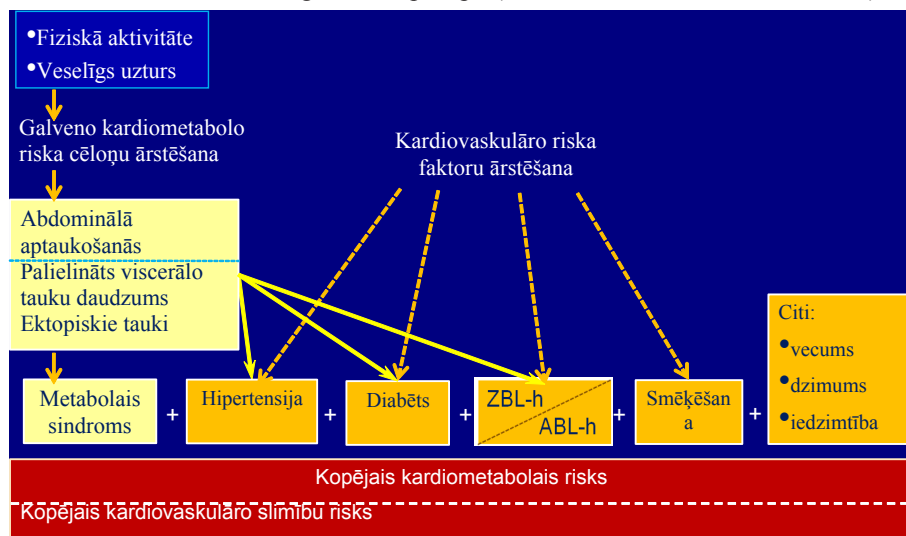 •Fiziskā aktivitāte
•Veselīgs uzturs
Galveno kardiometabolo
riska cēloņu ārstēšana
Kardiovaskulāro riska
faktoru ārstēšana
Abdominālā
aptaukošanās
Palielināts viscerālo
tauku daudzums
Ektopiskie tauki
Metabolais
sindroms
+
Hipertensija
+
Diabēts
+
ZBL-h
ABL-h
+
Smēķēšan
a
+
Citi:
•vecums
•dzimums
•iedzimtība
Kopējais kardiometabolais risks
Kopējais kardiovaskulāro slimību risks